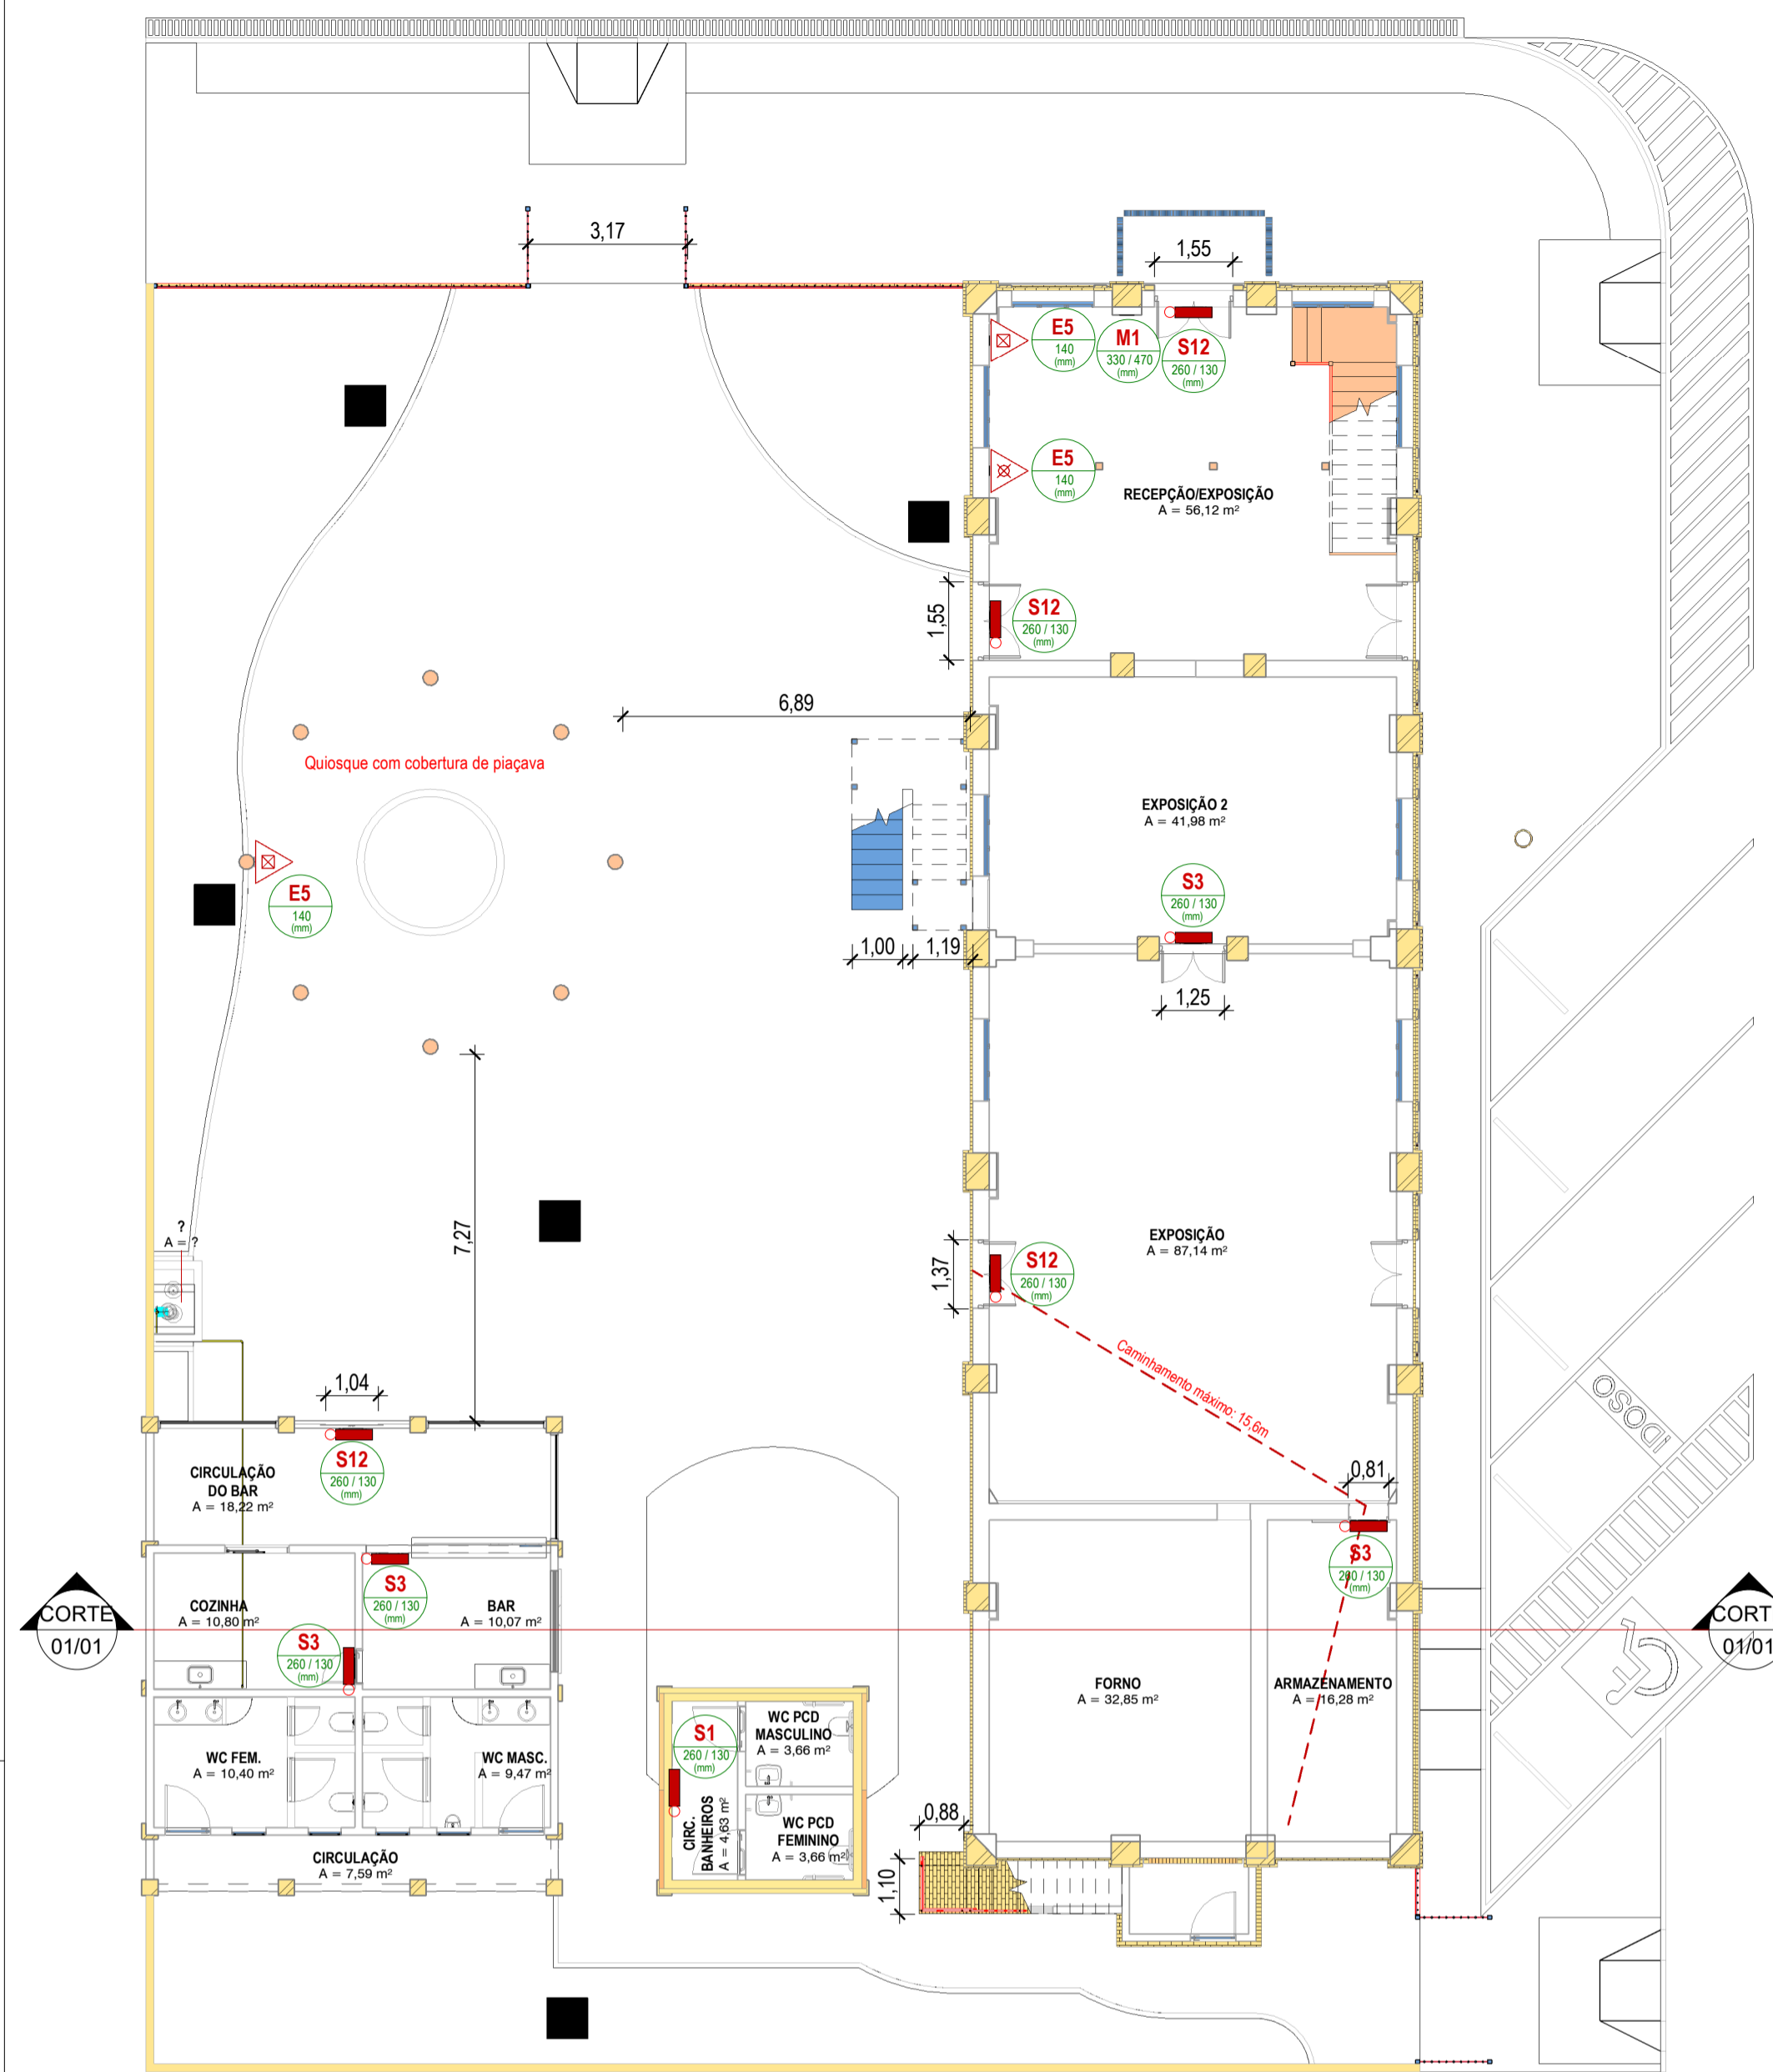 3,17
1,55
E5
140
(mm)
M1
330 / 470
(mm)
S12
260 / 130
(mm)
E5
140
(mm)
RECEPÇÃO/EXPOSIÇÃO
A = 56,12 m²
1,55
S12
260 / 130
(mm)
6,89
Quiosque com cobertura de piaçava
EXPOSIÇÃO 2
A = 41,98 m²
E5
140
(mm)
S3
260 / 130
(mm)
1,00
1,19
1,25
7,27
?
A = ?
EXPOSIÇÃO
A = 87,14 m²
1,37
S12
260 / 130
(mm)
Caminhamento máximo: 15,6m
1,04
IDOSO
S12
260 / 130
(mm)
CIRCULAÇÃO
DO BAR
A = 18,22 m²
0,81
S3
260 / 130
(mm)
S3
260 / 130
(mm)
COZINHA
A = 10,80 m²
BAR
A = 10,07 m²
CORTE
01/01
CORT
01/01
S3
260 / 130
(mm)
FORNO
A = 32,85 m²
ARMAZENAMENTO
A = 16,28 m²
S1
260 / 130
(mm)
WC PCD
MASCULINO
A = 3,66 m²
WC FEM.
A = 10,40 m²
WC MASC.
A = 9,47 m²
CIRC.
BANHEIROS
A = 4,63 m²
WC PCD
FEMININO
A = 3,66 m²
0,88
1,10
CIRCULAÇÃO
A = 7,59 m²